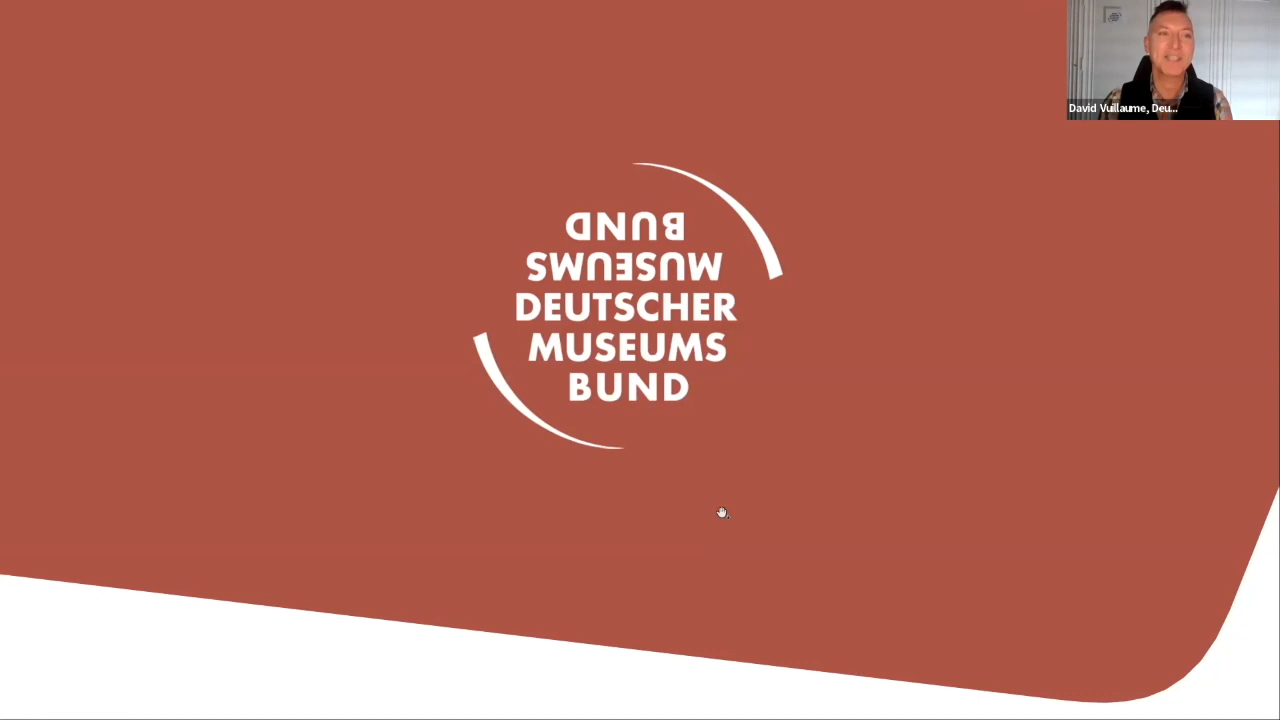 David Vuillaume, Deu...
BUND
MUSEUMS
DEUTSCHER
MUSEUMS
BUND